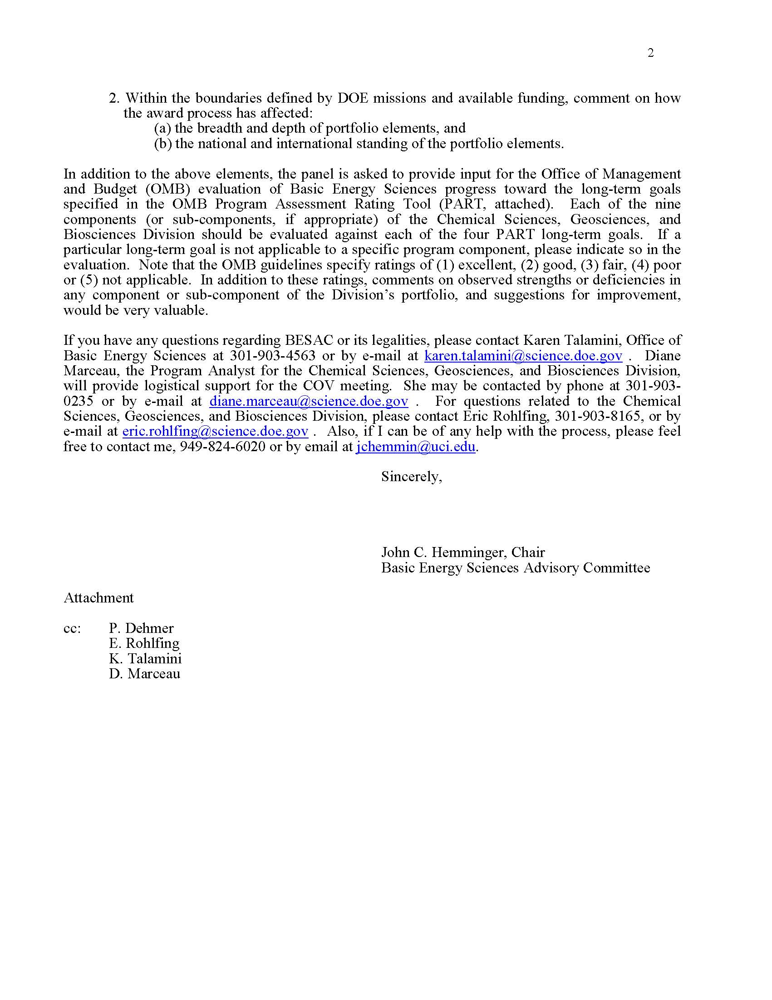 2
2. Within the boundaries defined by DOE missions and available funding, comment on how
the award process has affected:
(a) the breadth and depth of portfolio elements, and
(b) the national and international standing of the portfolio elements.
In addition to the above elements, the panel is asked to provide input for the Office of Management
and Budget (OMB) evaluation of Basic Energy Sciences progress toward the long-term goals
specified in the OMB Program Assessment Rating Tool (PART, attached). Each of the nine
components (or sub-components, if appropriate) of the Chemical Sciences, Geosciences, and
Biosciences Division should be evaluated against each of the four PART long-term goals. If a
particular long-term goal is not applicable to a specific program component, please indicate so in the
evaluation. Note that the OMB guidelines specify ratings of (1) excellent, (2) good, (3) fair, (4) poor
or (5) not applicable. In addition to these ratings, comments on observed strengths or deficiencies in
any component or sub-component of the Division’s portfolio, and suggestions for improvement,
would be very valuable.
If you have any questions regarding BESAC or its legalities, please contact Karen Talamini, Office of
Basic Energy Sciences at 301-903-4563 or by e-mail at karen.talamini@science.doe.gov . Diane
Marceau, the Program Analyst for the Chemical Sciences, Geosciences, and Biosciences Division,
will provide logistical support for the COV meeting. She may be contacted by phone at 301-903-
0235 or by e-mail at diane.marceau@science.doe.gov . For questions related to the Chemical
Sciences, Geosciences, and Biosciences Division, please contact Eric Rohlfing, 301-903-8165, or by
e-mail at eric.rohlfing@science.doe.gov . Also, if I can be of any help with the process, please feel
free to contact me, 949-824-6020 or by email at jchemmin@uci.edu.
Sincerely,
John C. Hemminger, Chair
Basic Energy Sciences Advisory Committee
Attachment
cc: P. Dehmer
E. Rohlfing
K. Talamini
D. Marceau